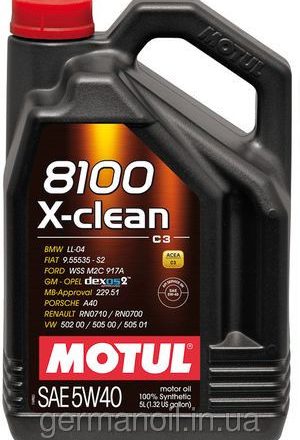 8100
X-clean
C3
BMW LL-04
FIAT 9.55535 - S2
FORD WSS M2C 917A
GM - OPEL dexos2™
MB-Approval 229.51
PORSCHE A40
RENAULT RN0710 / RN0700
VW 502 00 / 505 00 / 505 01
ACEA
C3
MOTUL
SAE 5W40
motor oil
100% Synthetic
5L (1.32 US gallon)
germanoil.in.ua